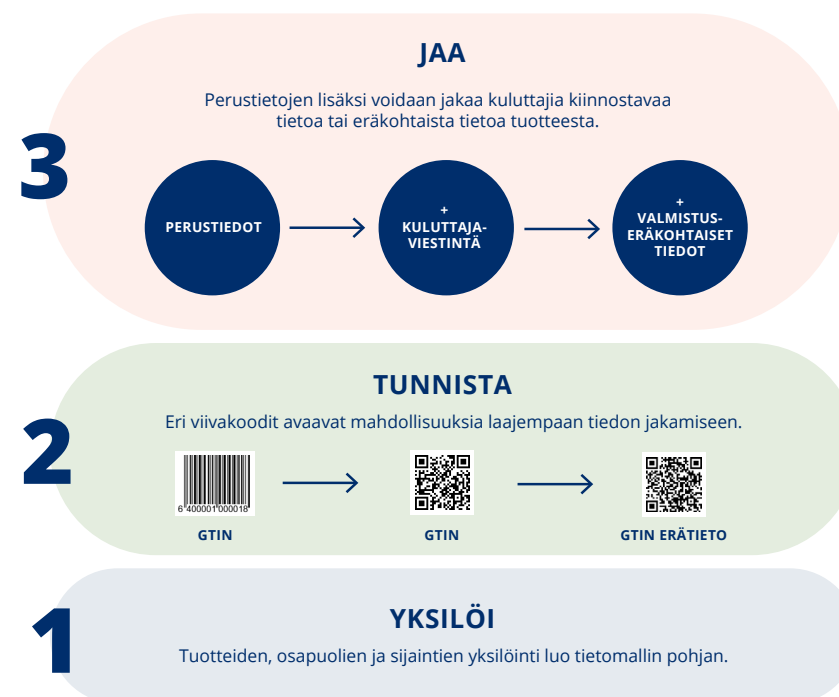 3
JAA
Perustietojen lisäksi voidaan jakaa kuluttajia kiinnostavaa
tietoa tai eräkohtaista tietoa tuotteesta.
PERUSTIEDOT
+
KULUTTAJA-
VIESTINTÄ
+
VALMISTUS-
ERÄKOHTAISET
TIEDOT
2
TUNNISTA
Eri viivakoodit avaavat mahdollisuuksia laajempaan tiedon jakamiseen.
6 400001 000018
GTIN
GTIN
GTIN ERÄTIETO
1
YKSILÖI
Tuotteiden, osapuolien ja sijaintien yksilöinti luo tietomallin pohjan.